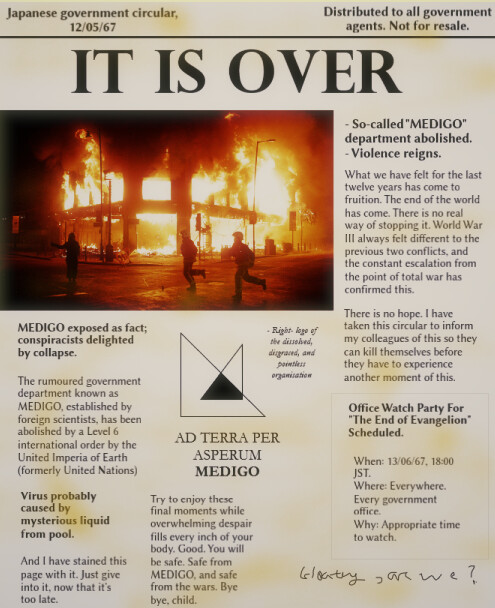 Japanese government circular,
12/05/67
Distributed to all government
agents. Not for resale.
IT IS OVER
- So-called "MEDIGO"
department abolished.
- Violence reigns.
What we have felt for the last
twelve years has come to
fruition. The end of the world
has come. There is no real
way of stopping it. World War
III always felt different to the
previous two conflicts, and
the constant escalation from
the point of total war has
confirmed this.
There is no hope. I have
taken this circular to inform
my colleagues of this so they
can kill themselves before
they have to experience
another moment of this.
MEDIGO exposed as fact;
conspiracists delighted
by collapse.
The rumoured government
department known as
MEDIGO, established by
foreign scientists, has been
abolished by a Level 6
international order by the
United Imperia of Earth
(formerly United Nations)
Virus probably
caused by
mysterious liquid
from pool.
And I have stained this
page with it. Just give
into it, now that it's
too late.
- Right- logo of
the dissolved,
disgraced, and
pointless
organisation
AD TERRA PER
ASPERUM
MEDIGO
Try to enjoy these
final moments while
overwhelming despair
fills every inch of your
body. Good. You will
be safe. Safe from
MEDIGO, and safe
from the wars. Bye
bye, child.
Office Watch Party For
"The End of Evangelion"
Scheduled.
When: 13/06/67, 18:00
JST.
Where: Everywhere.
Every government
office.
Why: Appropriate time
to watch.
, are we?